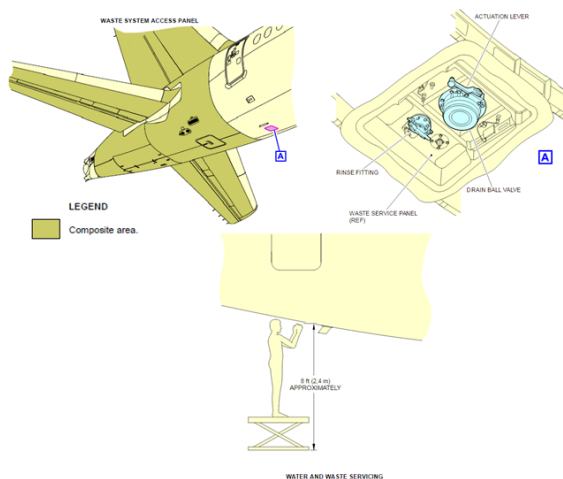 WASTE SYSTEM ACCESS PANEL
ACTUATION LEVER
A
RINSE FITTING
A
DRAIN BALL VALVE
WASTE SERVICE PANEL
(REF)
LEGEND
Composite area.
8 ft (2,4 m)
APPROXIMATELY
WATER AND WASTE SERVICING